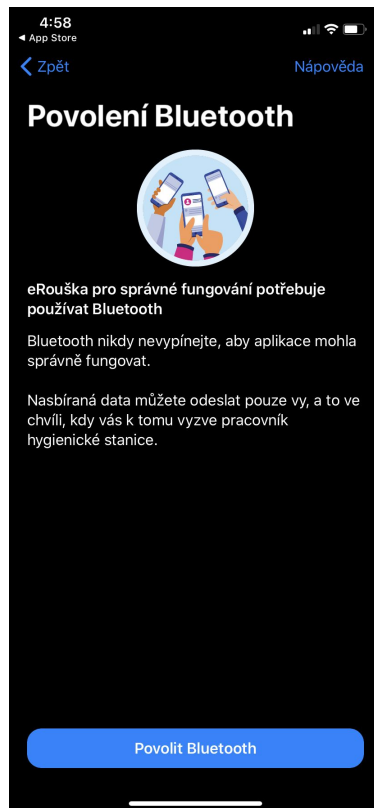 4:58
◀ App Store
Zpět
Nápověda
Povolení Bluetooth
eRouška pro správné fungování potřebuje
používat Bluetooth
Bluetooth nikdy nevypínejte, aby aplikace mohla
správně fungovat.
Nasbíraná data můžete odeslat pouze vy, a to ve
chvíli, kdy vás k tomu vyzve pracovník
hygienické stanice.
Povolit Bluetooth